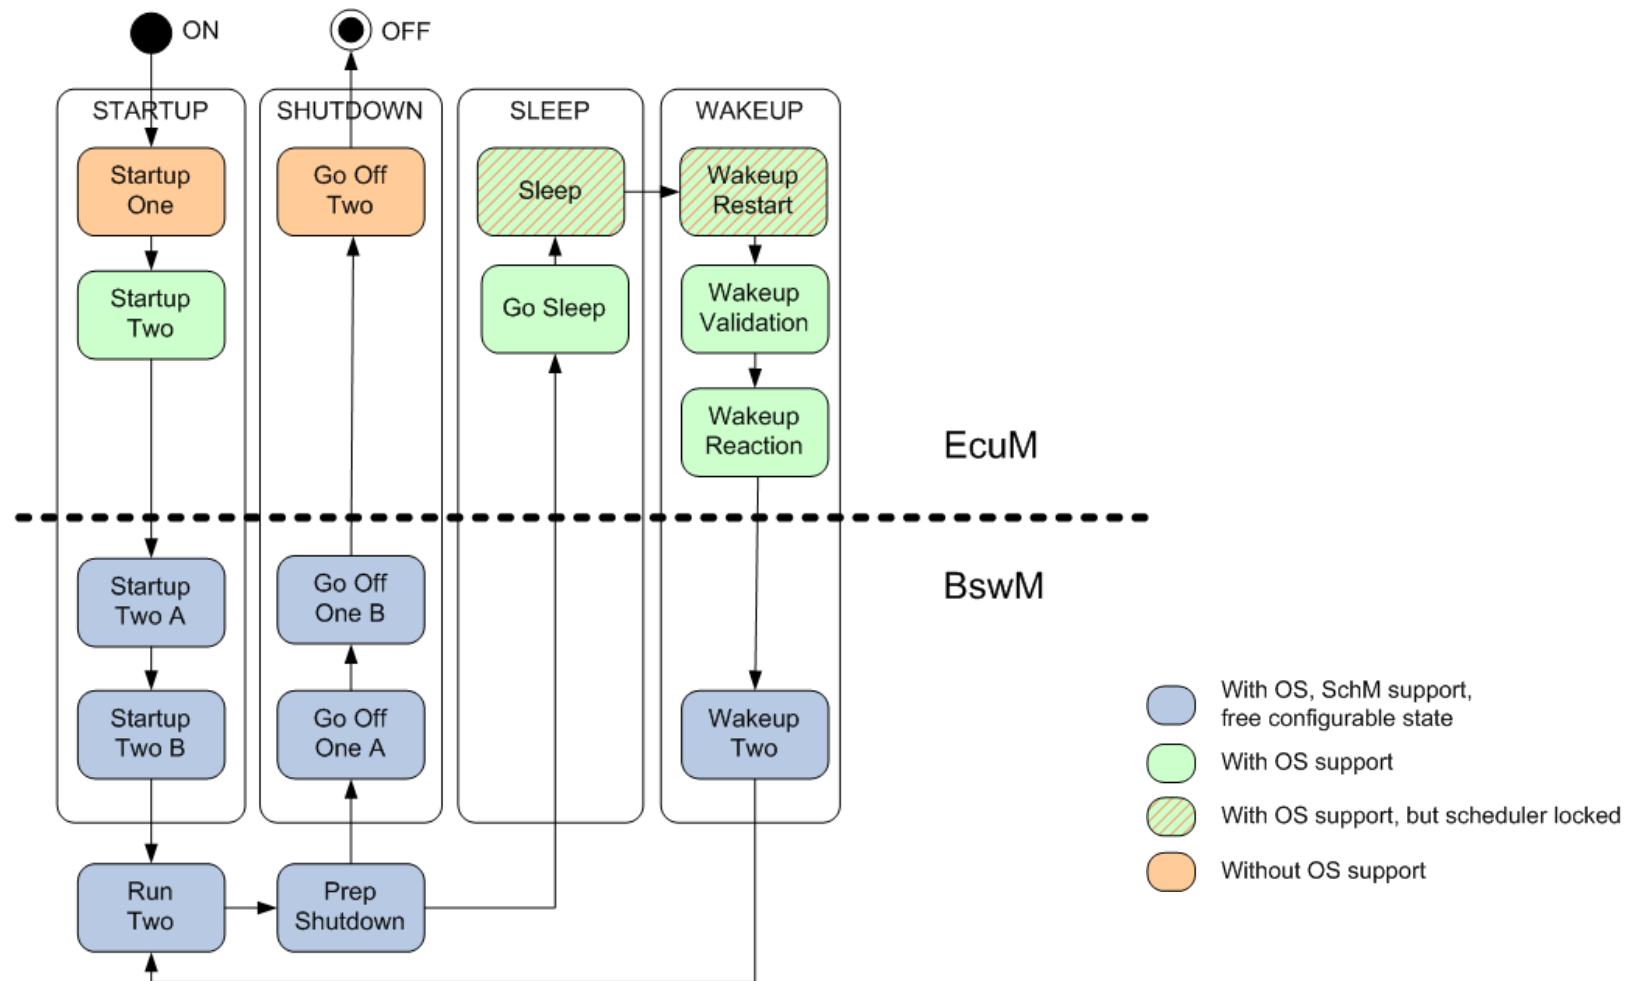 ON
OFF
STARTUP
SHUTDOWN
SLEEP
WAKEUP
Startup
One
Go Off
Two
Sleep
Wakeup
Restart
Startup
Two
Go Sleep
Wakeup
Validation
Wakeup
Reaction
EcuM
BswM
Startup
Two A
Go Off
One B
Startup
Two B
Go Off
One A
Wakeup
Two
Run
Two
Prep
Shutdown
With OS, SchM support,
free configurable state
With OS support
With OS support, but scheduler locked
Without OS support